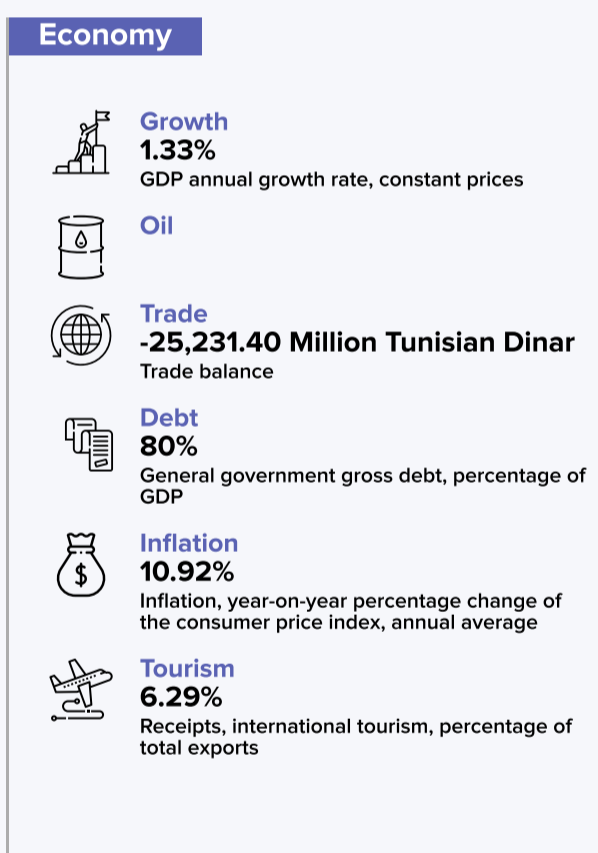 Economy
Growth
1.33%
GDP annual growth rate, constant prices
Oil
Trade
-25,231.40 Million Tunisian Dinar
Trade balance
Debt
80%
General government gross debt, percentage of
GDP
$
Inflation
10.92%
Inflation, year-on-year percentage change of
the consumer price index, annual average
Tourism
6.29%
Receipts, international tourism, percentage of
total exports